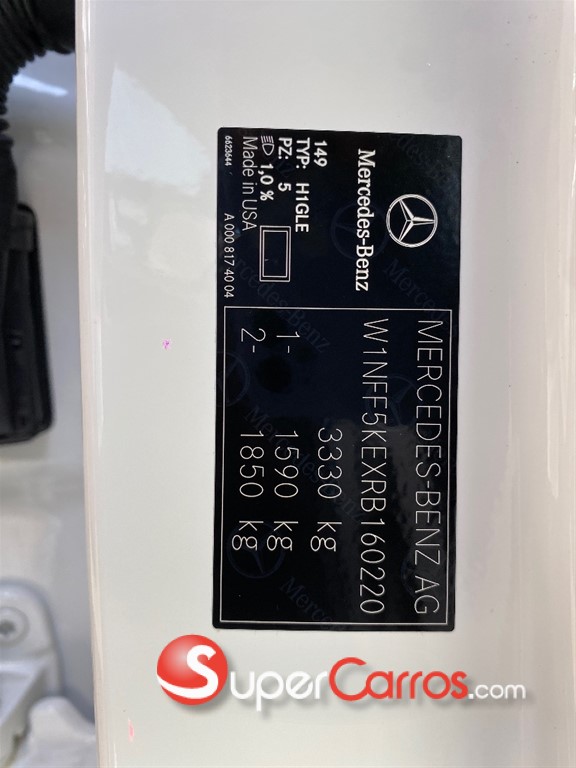 Mercedes-Benz
149
TYP: H1GLE
PZ: 5
1,0 %
Made in USA
6623644
A 000 817 40 04
MERCEDES-BENZ AG
W1NFF5KEXRB160220
3330 kg
1- 1590 kg
2- 1850 kg
SuperCarros.com